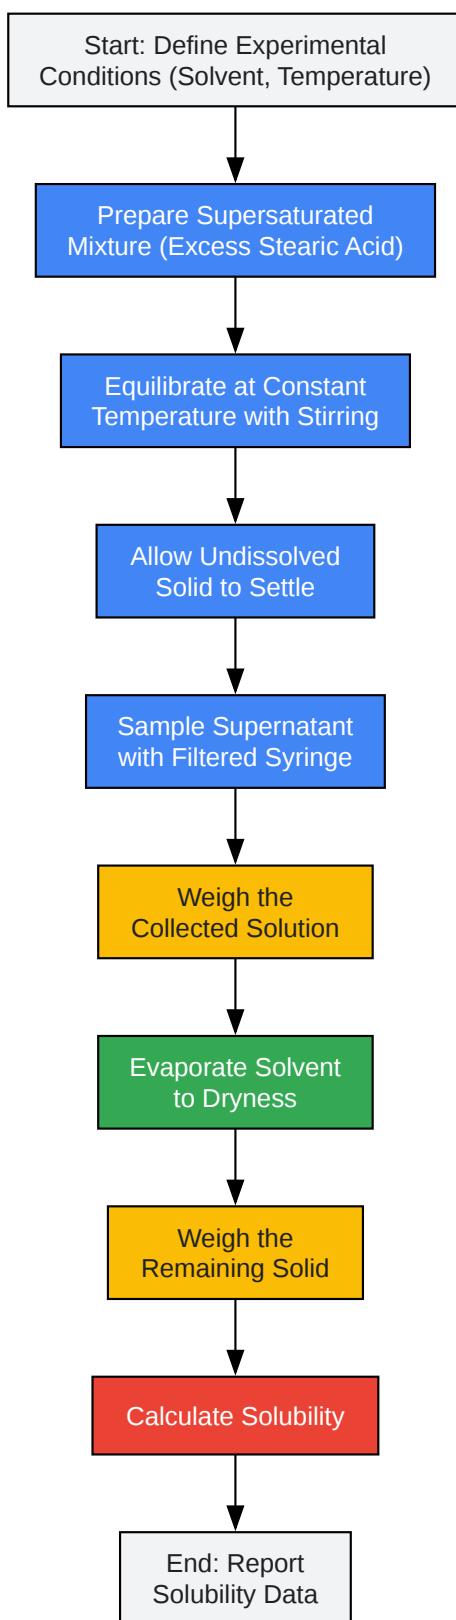 Start: Define Experimental
Conditions (Solvent, Temperature)
Prepare Supersaturated
Mixture (Excess Stearic Acid)
Equilibrate at Constant
Temperature with Stirring
Allow Undissolved
Solid to Settle
Sample Supernatant
with Filtered Syringe
Weigh the
Collected Solution
Evaporate Solvent
to Dryness
Weigh the
Remaining Solid
Calculate Solubility
End: Report
Solubility Data